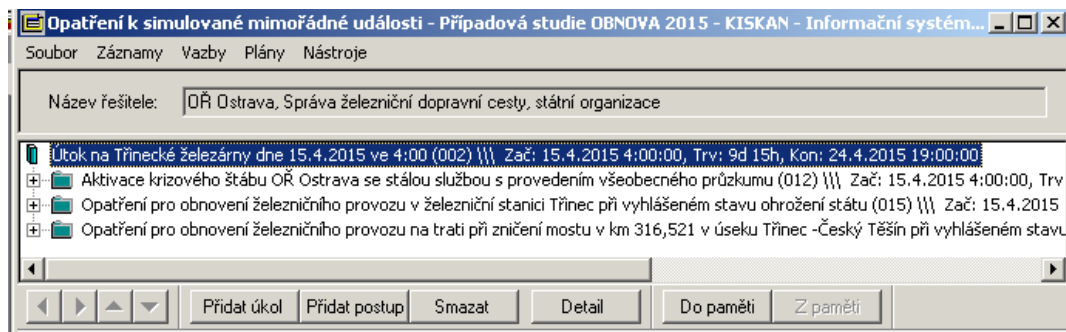 Opatření k simulované mimořádné události - Případová studie OBNOVA 2015 - KISKAN - Informační systém...
Soubor Záznamy Vazby Plány Nástroje
Název řešitele: OŘ Ostrava, Správa železniční dopravní cesty, státní organizace
Útok na Třinecké železárny dne 15.4.2015 ve 4:00 (002) \\\ Zač: 15.4.2015 4:00:00, Trv: 9d 15h, Kon: 24.4.2015 19:00:00
Aktivace krizového štábu OŘ Ostrava se stálou službou s provedením všeobecného průzkumu (012) \\\ Zač: 15.4.2015 4:00:00, Trv
Opatření pro obnovení železničního provozu v železniční stanici Třinec při vyhlášeném stavu ohrožení státu (015) \\\ Zač: 15.4.2015
Opatření pro obnovení železničního provozu na trati při zničení mostu v km 316,521 v úseku Třinec -Český Těšín při vyhlášeném stavu
Přidat úkol Přidat postup Smazat Detail Do paměti Z paměti